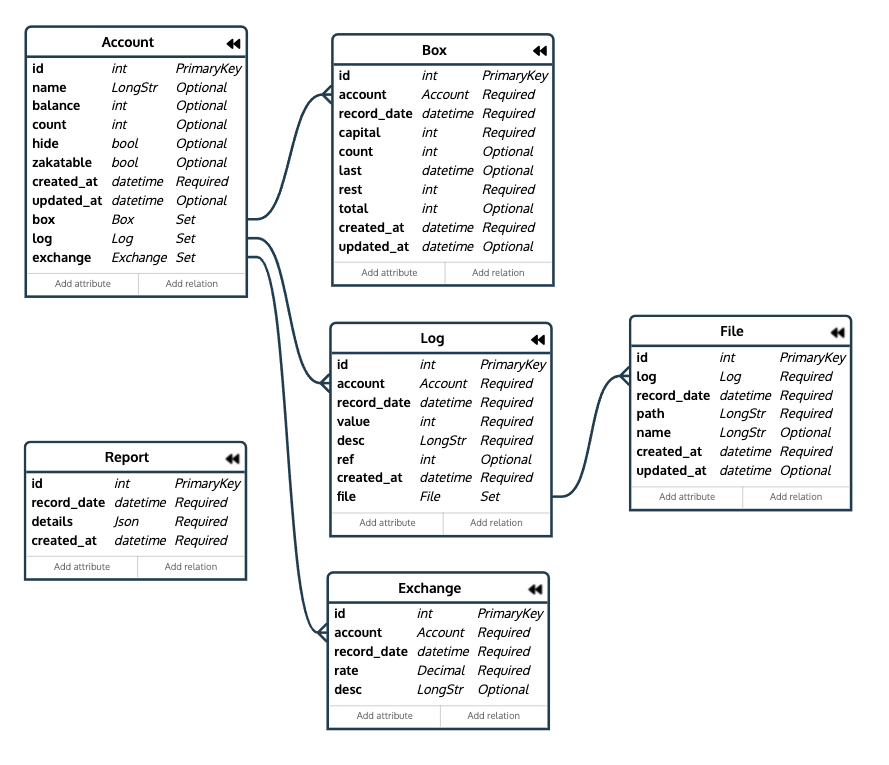 Account
id int PrimaryKey
name LongStr Optional
balance int Optional
count int Optional
hide bool Optional
zakatable bool Optional
created_at datetime Required
updated_at datetime Optional
box Box Set
log Log Set
exchange Exchange Set
Add attribute Add relation
Box
id int PrimaryKey
account Account Required
record_date datetime Required
capital int Required
count int Optional
last datetime Optional
rest int Required
total int Optional
created_at datetime Required
updated_at datetime Optional
Add attribute Add relation
Log
id int PrimaryKey
account Account Required
record_date datetime Required
value int Required
desc LongStr Required
ref int Optional
created_at datetime Required
file File Set
Add attribute Add relation
File
id int PrimaryKey
log Log Required
record_date datetime Required
path LongStr Required
name LongStr Optional
created_at datetime Required
updated_at datetime Optional
Add attribute Add relation
Report
id int PrimaryKey
record_date datetime Required
details Json Required
created_at datetime Required
Add attribute Add relation
Exchange
id int PrimaryKey
account Account Required
record_date datetime Required
rate Decimal Required
desc LongStr Optional
Add attribute Add relation